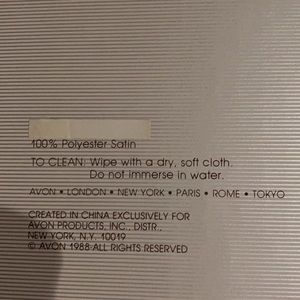 100% Polyester Satin
TO CLEAN: Wipe with a dry, soft cloth.
Do not immerse in water.
AVON • LONDON • NEW YORK • PARIS • ROME • TOKYO
CREATED IN CHINA EXCLUSIVELY FOR
AVON PRODUCTS, INC., DISTR.,
NEW YORK, N.Y. 10019
© AVON 1988 ALL RIGHTS RESERVED